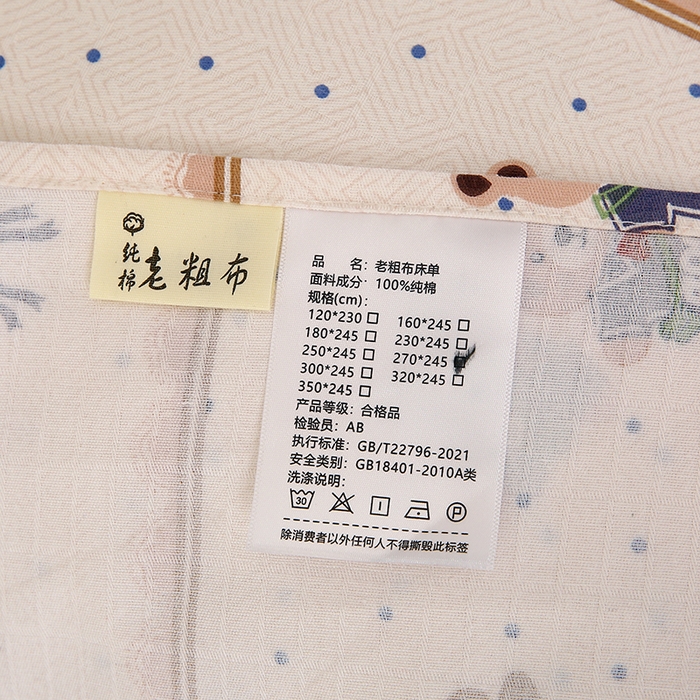 纯棉
老粗布
品 名：老粗布床单
面料成分：100%纯棉
规格(cm)：
120*230 160*245
180*245 230*245
250*245 270*245
300*245 320*245
350*245
产品等级：合格品
检验员：AB
执行标准：GB/T22796-2021
安全类别：GB18401-2010A类
洗涤说明：
30 P
除消费者以外任何人不得撕毁此标签